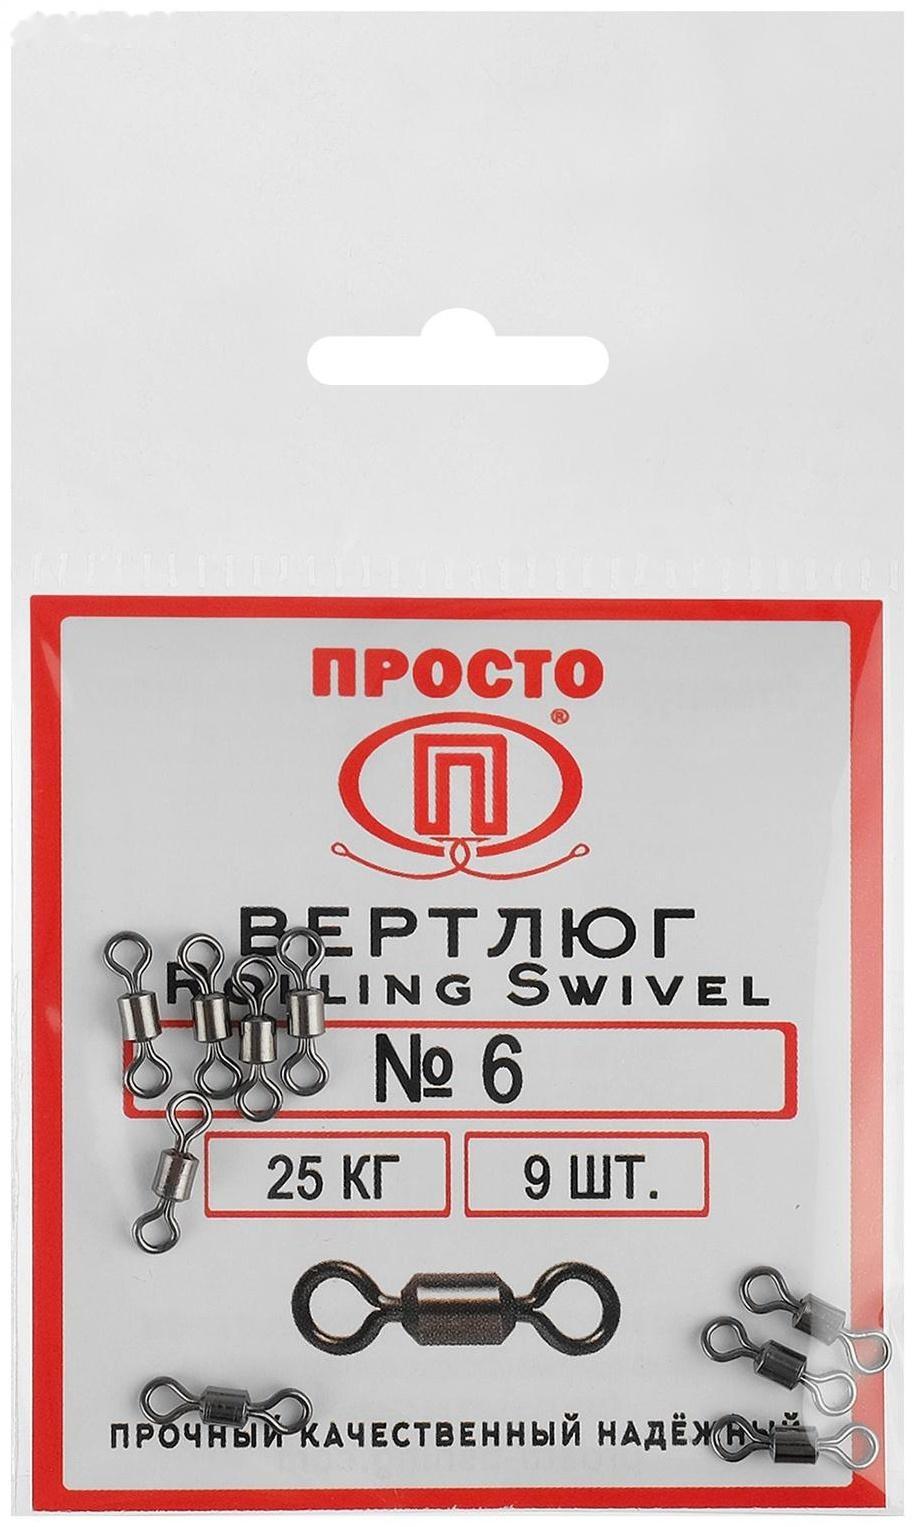 ПРОСТО
®
П
ВЕРТЛЮГ
ROLLING SWIVEL
№ 6
25 КГ
9 ШТ.
ПРОЧНЫЙ КАЧЕСТВЕННЫЙ НАДЁЖНЫЙ